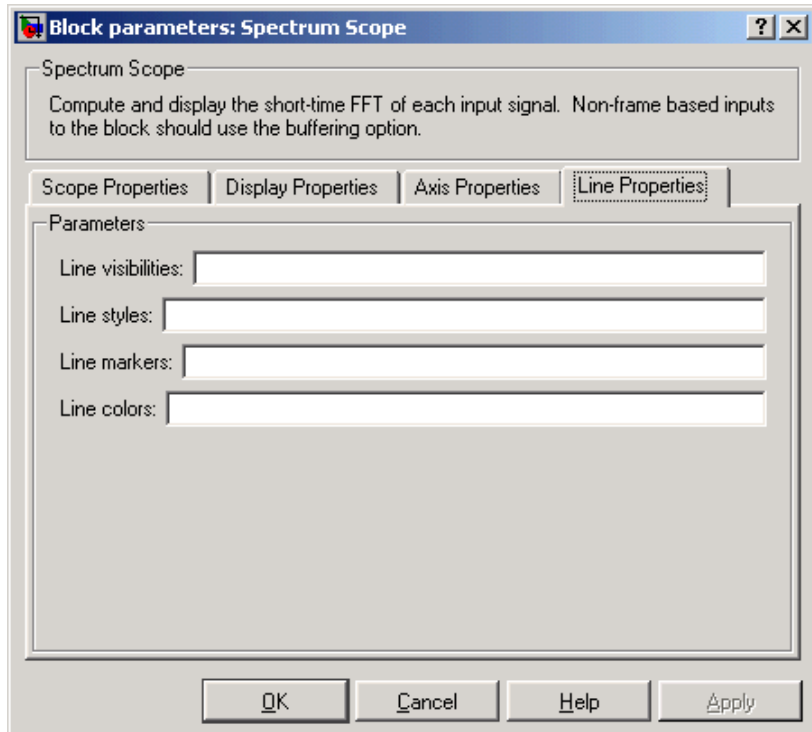 Block parameters: Spectrum Scope
Spectrum Scope
Compute and display the short-time FFT of each input signal. Non-frame based inputs
to the block should use the buffering option.
Scope Properties
Display Properties
Axis Properties
Line Properties
Parameters
Line visibilities:
Line styles:
Line markers:
Line colors:
OK
Cancel
Help
Apply